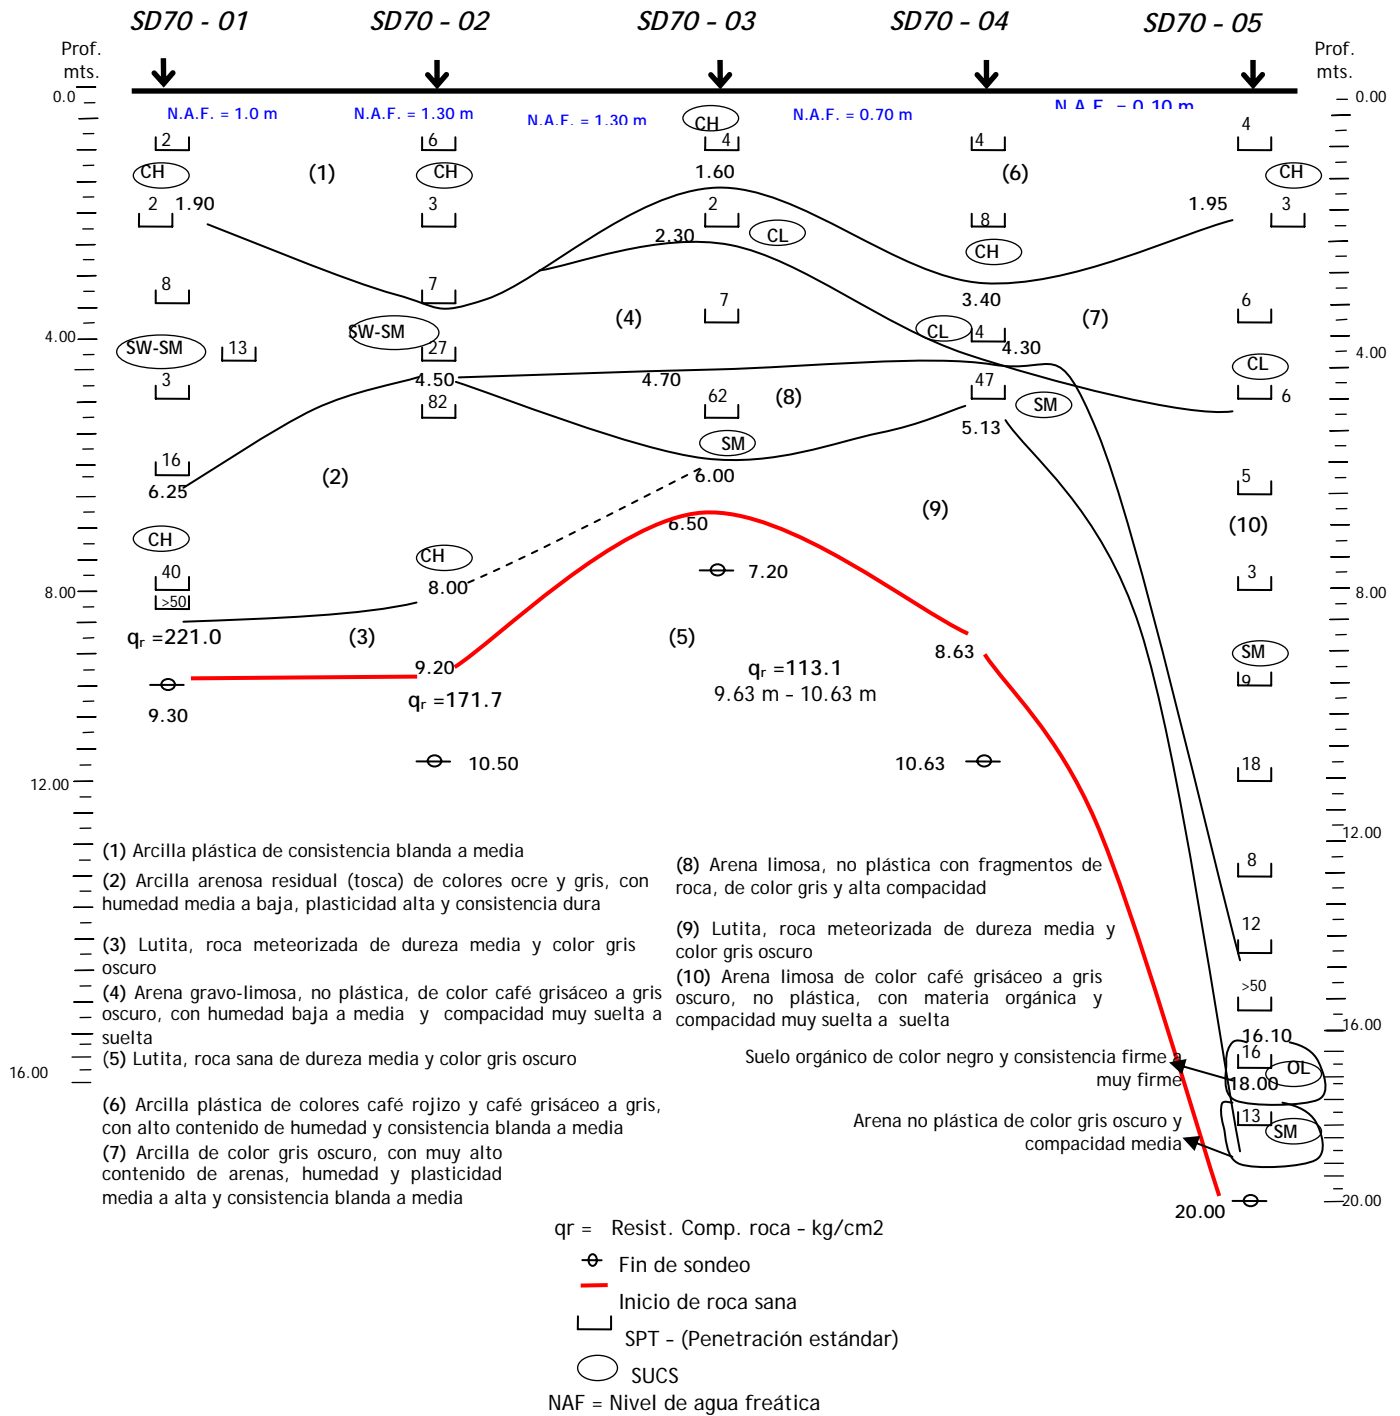 SD70 - 01 SD70 - 02 SD70 - 03 SD70 - 04 SD70 - 05
Prof. mts.
Prof. mts.
0.0
0.00
N.A.F. = 1.0 m
N.A.F. = 1.30 m
N.A.F. = 1.30 m
N.A.F. = 0.70 m
N.A.F. = 0.10 m
CH
2 6 4 4 4
CH (1) CH 1.60 (6) CH
2 1.90 3 2 8 1.95 3
2.30 CL CH
8 7 7 3.40 6
(4) (7)
SW-SM 13 SW-SM 27 CL 4 4.30 CL
4.00
4.00
3 4.50 4.70 47 6
82 62 (8) SM
SM 5.13
16 6.00 5
6.25 (2) (9)
6.50 (10)
CH CH
40 8.00 7.20 3
>50
8.00
8.00
qr =221.0 (3) (5) 8.63 SM
9.20 qr =113.1 9
qr =171.7 9.63 m – 10.63 m
9.30
10.50 10.63 18
12.00
12.00
8
12
>50
16.10
16.00
16.00
16 OL
18.00
13 SM
20.00
20.00
(1) Arcilla plástica de consistencia blanda a media
(2) Arcilla arenosa residual (tosca) de colores ocre y gris, con
humedad media a baja, plasticidad alta y consistencia dura
(3) Lutita, roca meteorizada de dureza media y color gris
oscuro
(4) Arena gravo-limosa, no plástica, de color café grisáceo a gris
oscuro, con humedad baja a media y compacidad muy suelta a
suelta
(5) Lutita, roca sana de dureza media y color gris oscuro
(6) Arcilla plástica de colores café rojizo y café grisáceo a gris,
con alto contenido de humedad y consistencia blanda a media
(7) Arcilla de color gris oscuro, con muy alto
contenido de arenas, humedad y plasticidad
media a alta y consistencia blanda a media
(8) Arena limosa, no plástica con fragmentos de
roca, de color gris y alta compacidad
(9) Lutita, roca meteorizada de dureza media y
color gris oscuro
(10) Arena limosa de color café grisáceo a gris
oscuro, no plástica, con materia orgánica y
compacidad muy suelta a suelta
Suelo orgánico de color negro y consistencia firme a
muy firme
Arena no plástica de color gris oscuro y
compacidad media
qr = Resist. Comp. roca – kg/cm2
Fin de sondeo
Inicio de roca sana
SPT – (Penetración estándar)
SUCS
NAF = Nivel de agua freática